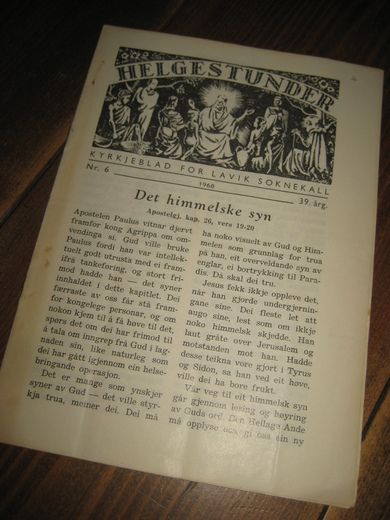 HELGESTUNDER
KYRKJEBLAD FOR LAVIK SOKNEKALL
Nr. 6 1968 39. årg.
Det himmelske syn
Apostelgj. kap. 26, vers 19-20
Apostelen Paulus vitnar djervt
framfor kong Agrippa om om-
vendinga si. Gud ville bruke
Paulus fordi han var intellek-
tuelt godt utrusta med ei fram-
ifrå tankeføring, og stort fri-
mod hadde han — det syner
innhaldet i dette kapitlet. Dei
færraste av oss får stå fram-
for kongelege personar, og om
nokon kjem til å få høve til det,
spørs det om dei har frimod til
å tala om inngrep frå Gud i lag-
naden sin, like naturleg som
dei har gått igjennom ein helse-
bringande operasjon.
Det er mange som ynskjer
syner av Gud — det ville styr-
kja trua, meiner dei. Dei må
ha noko visuelt av Gud og Him-
melen som grunnlag for trua
på han, eit overveldande syn av
englar, ei bortrykking til Para-
dis. Då skal dei tru.
Jesus fekk ikkje oppleve det,
når han gjorde undergjernin-
gane sine. Dei fleste let att
augo sine, lest som om ikkje
noko himmelsk skjedde. Han
laut gråte over Jerusalem og
motstanden mot han. Hadde
desse teikna vore gjort i Tyrus
og Sidon, sa han ved eit høve,
ville dei ha bore frukt.
Vår veg til eit himmelsk syn
går gjennom lesing og bøying
av Guds ord. Den Heilage Ande
må opplyse oss, gi oss ein ny